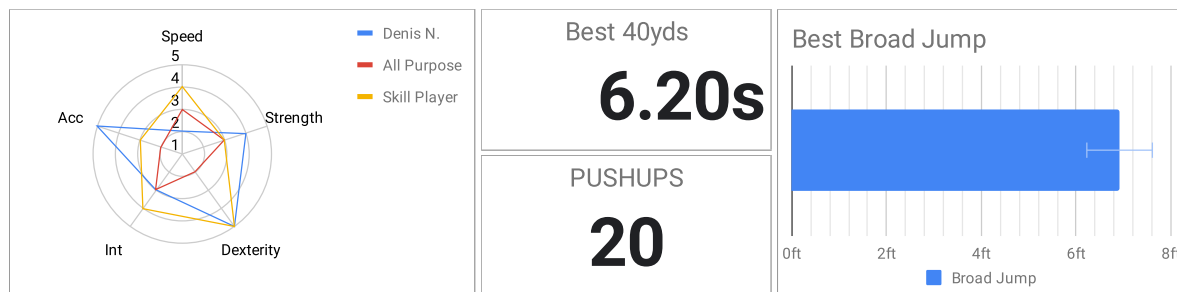 Speed
5
4
3
2
1
Acc
Strength
Int
Dexterity
Denis N.
All Purpose
Skill Player
Best 40yds
6.20s
PUSHUPS
20
Best Broad Jump
0ft 2ft 4ft 6ft 8ft
Broad Jump